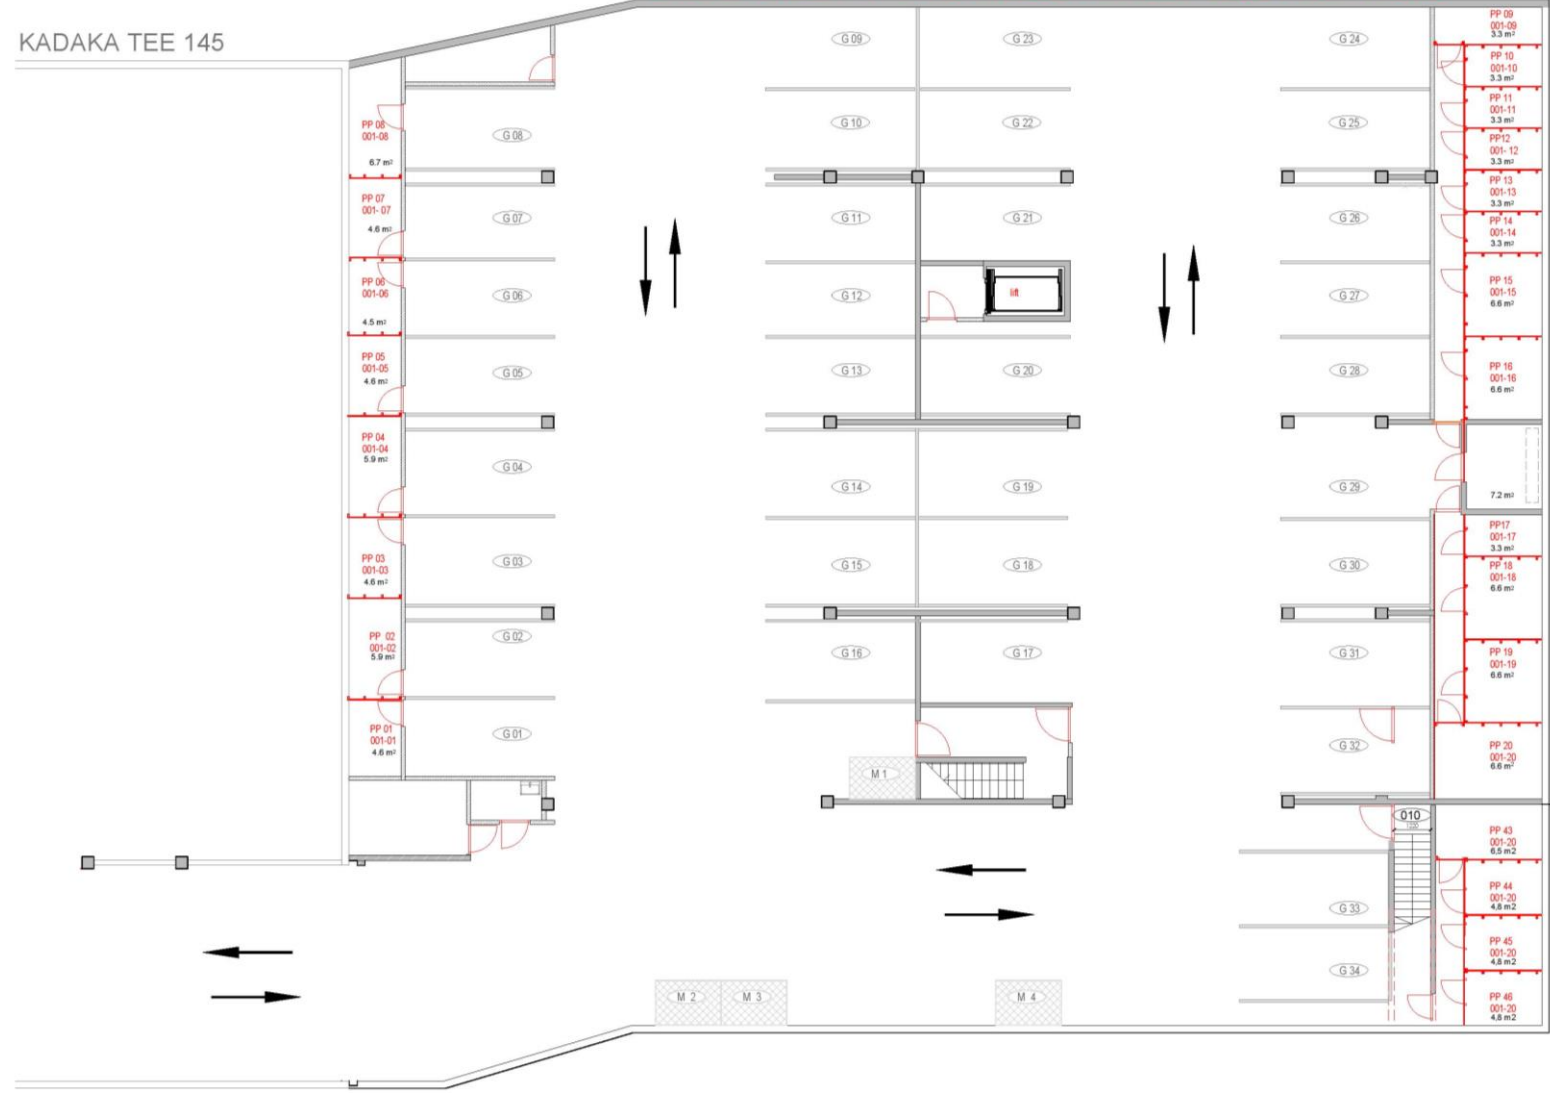 KADAKA TEE 145
PP 08
001-08
6.7 m²
PP 07
001- 07
4.6 m²
PP 06
001-06
4.5 m²
PP 05
001-05
4.6 m²
PP 04
001-04
5.9 m²
PP 03
001-03
4.6 m²
PP 02
001-02
5.9 m²
PP 01
001-01
4.6 m²
G 08
G 07
G 06
G 05
G 04
G 03
G 02
G 01
G 09
G 10
G 11
G 12
G 13
G 14
G 15
G 16
M 1
G 23
G 22
G 21
lift
G 20
G 19
G 18
G 17
G 24
G 25
G 26
G 27
G 28
G 29
G 30
G 31
G 32
010
1200
G 33
G 34
M 2
M 3
M 4
PP 09
001-09
3.3 m²
PP 10
001-10
3.3 m²
PP 11
001-11
3.3 m²
PP12
001- 12
3.3 m²
PP 13
001-13
3.3 m²
PP 14
001-14
3.3 m²
PP 15
001-15
6.6 m²
PP 16
001-16
6.6 m²
7.2 m²
PP17
001-17
3.3 m²
PP 18
001-18
6.6 m²
PP 19
001-19
6.6 m²
PP 20
001-20
6.6 m²
PP 43
001-20
6,5 m2
PP 44
001-20
4,8 m2
PP 45
001-20
4,8 m2
PP 46
001-20
4,8 m2